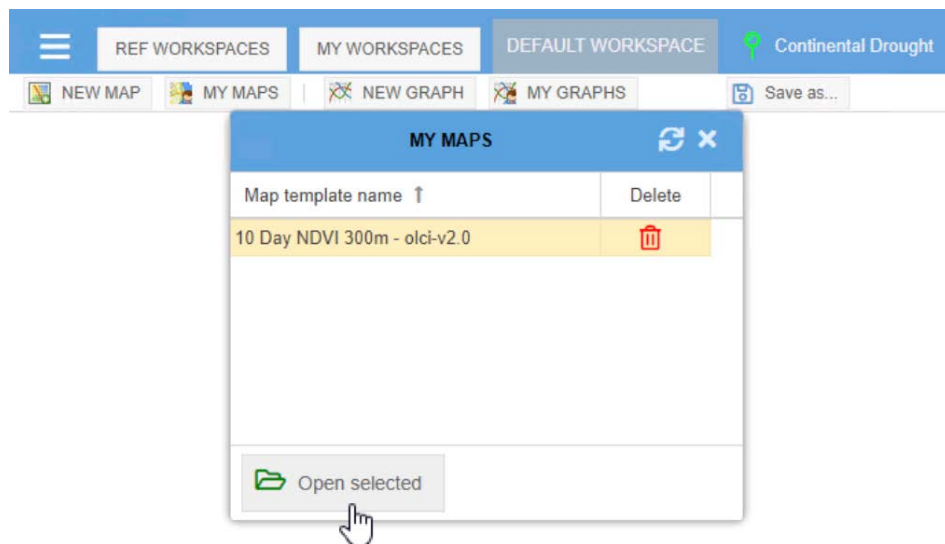 REF WORKSPACES MY WORKSPACES DEFAULT WORKSPACE Continental Drought
NEW MAP MY MAPS NEW GRAPH MY GRAPHS Save as...
MY MAPS
Map template name Delete
10 Day NDVI 300m - olci-v2.0
Open selected